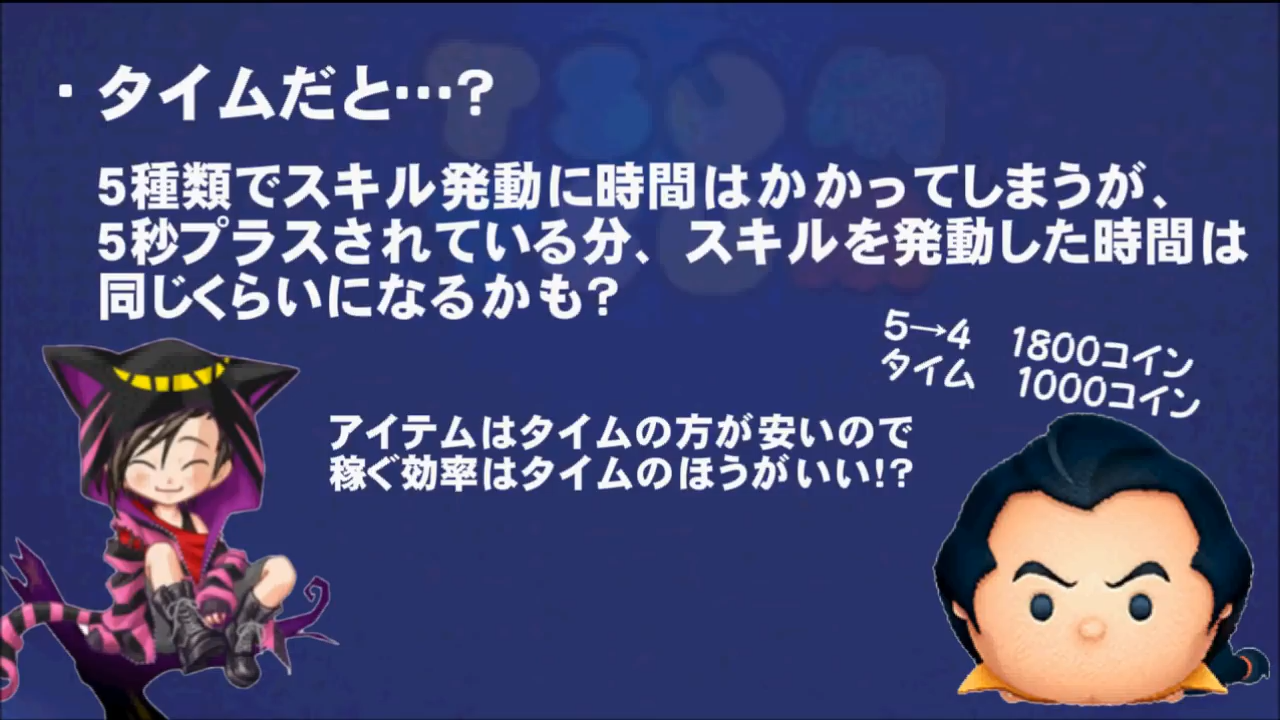 ・タイムだと…?
5種類でスキル発動に時間はかかってしまうが、
5秒プラスされている分、スキルを発動した時間は
同じくらいになるかも?
5→4 1800コイン
タイム 1000コイン
アイテムはタイムの方が安いので
稼ぐ効率はタイムのほうがいい!?